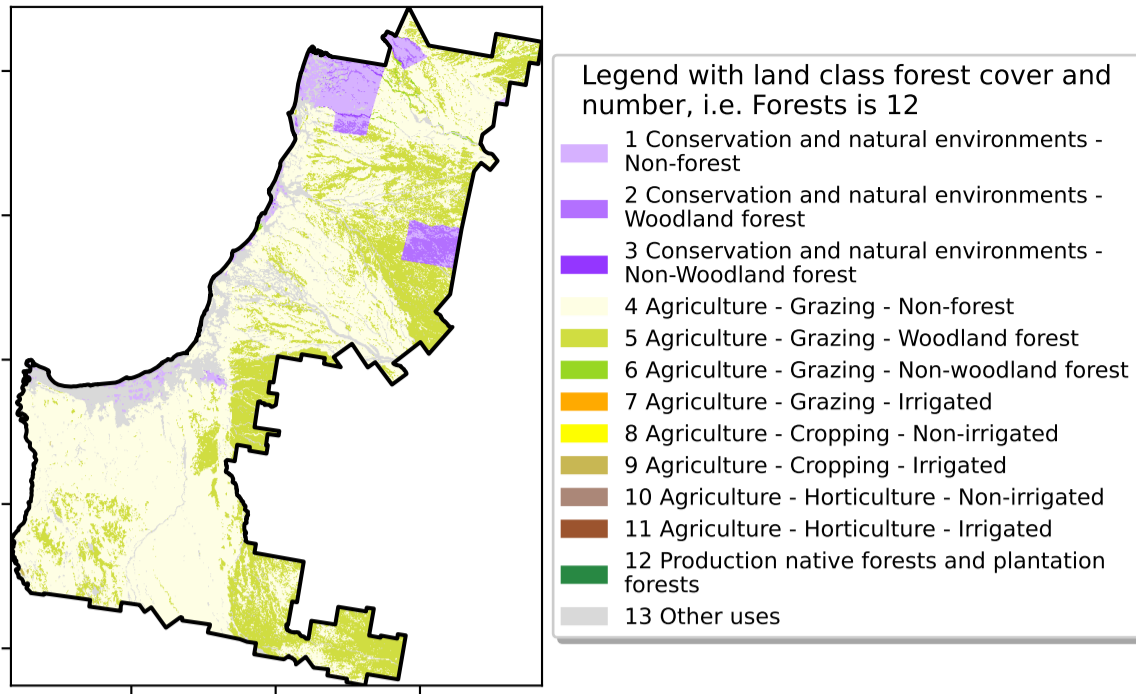 Legend with land class forest cover and
number, i.e. Forests is 12
1 Conservation and natural environments -
Non-forest
2 Conservation and natural environments -
Woodland forest
3 Conservation and natural environments -
Non-Woodland forest
4 Agriculture - Grazing - Non-forest
5 Agriculture - Grazing - Woodland forest
6 Agriculture - Grazing - Non-woodland forest
7 Agriculture - Grazing - Irrigated
8 Agriculture - Cropping - Non-irrigated
9 Agriculture - Cropping - Irrigated
10 Agriculture - Horticulture - Non-irrigated
11 Agriculture - Horticulture - Irrigated
12 Production native forests and plantation
forests
13 Other uses